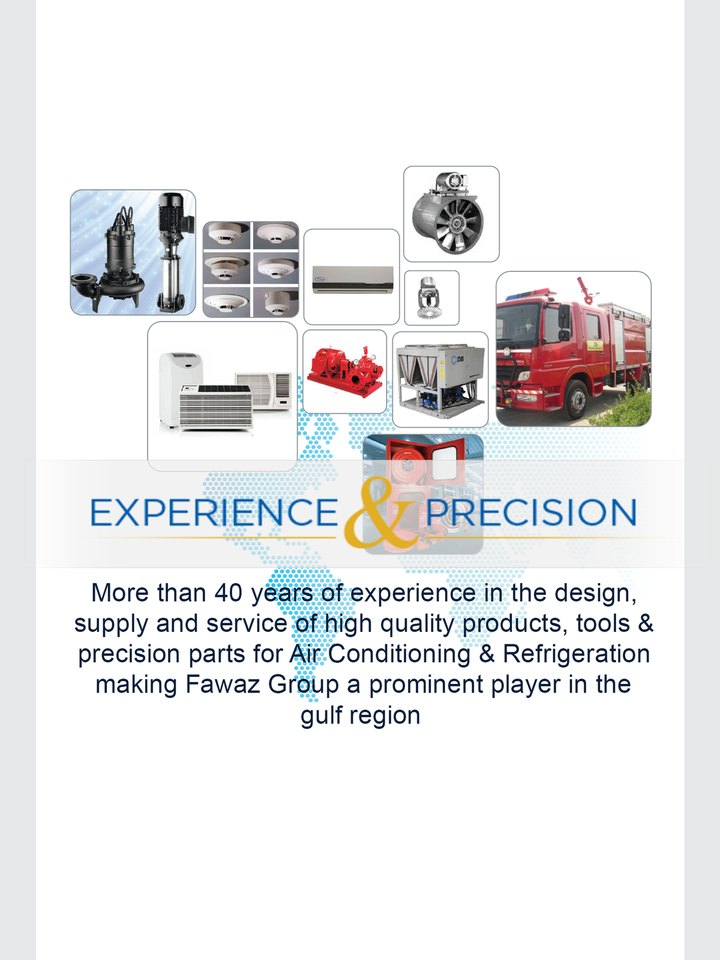 EXPERIENCE & PRECISION
More than 40 years of experience in the design,
supply and service of high quality products, tools &
precision parts for Air Conditioning & Refrigeration
making Fawaz Group a prominent player in the
gulf region